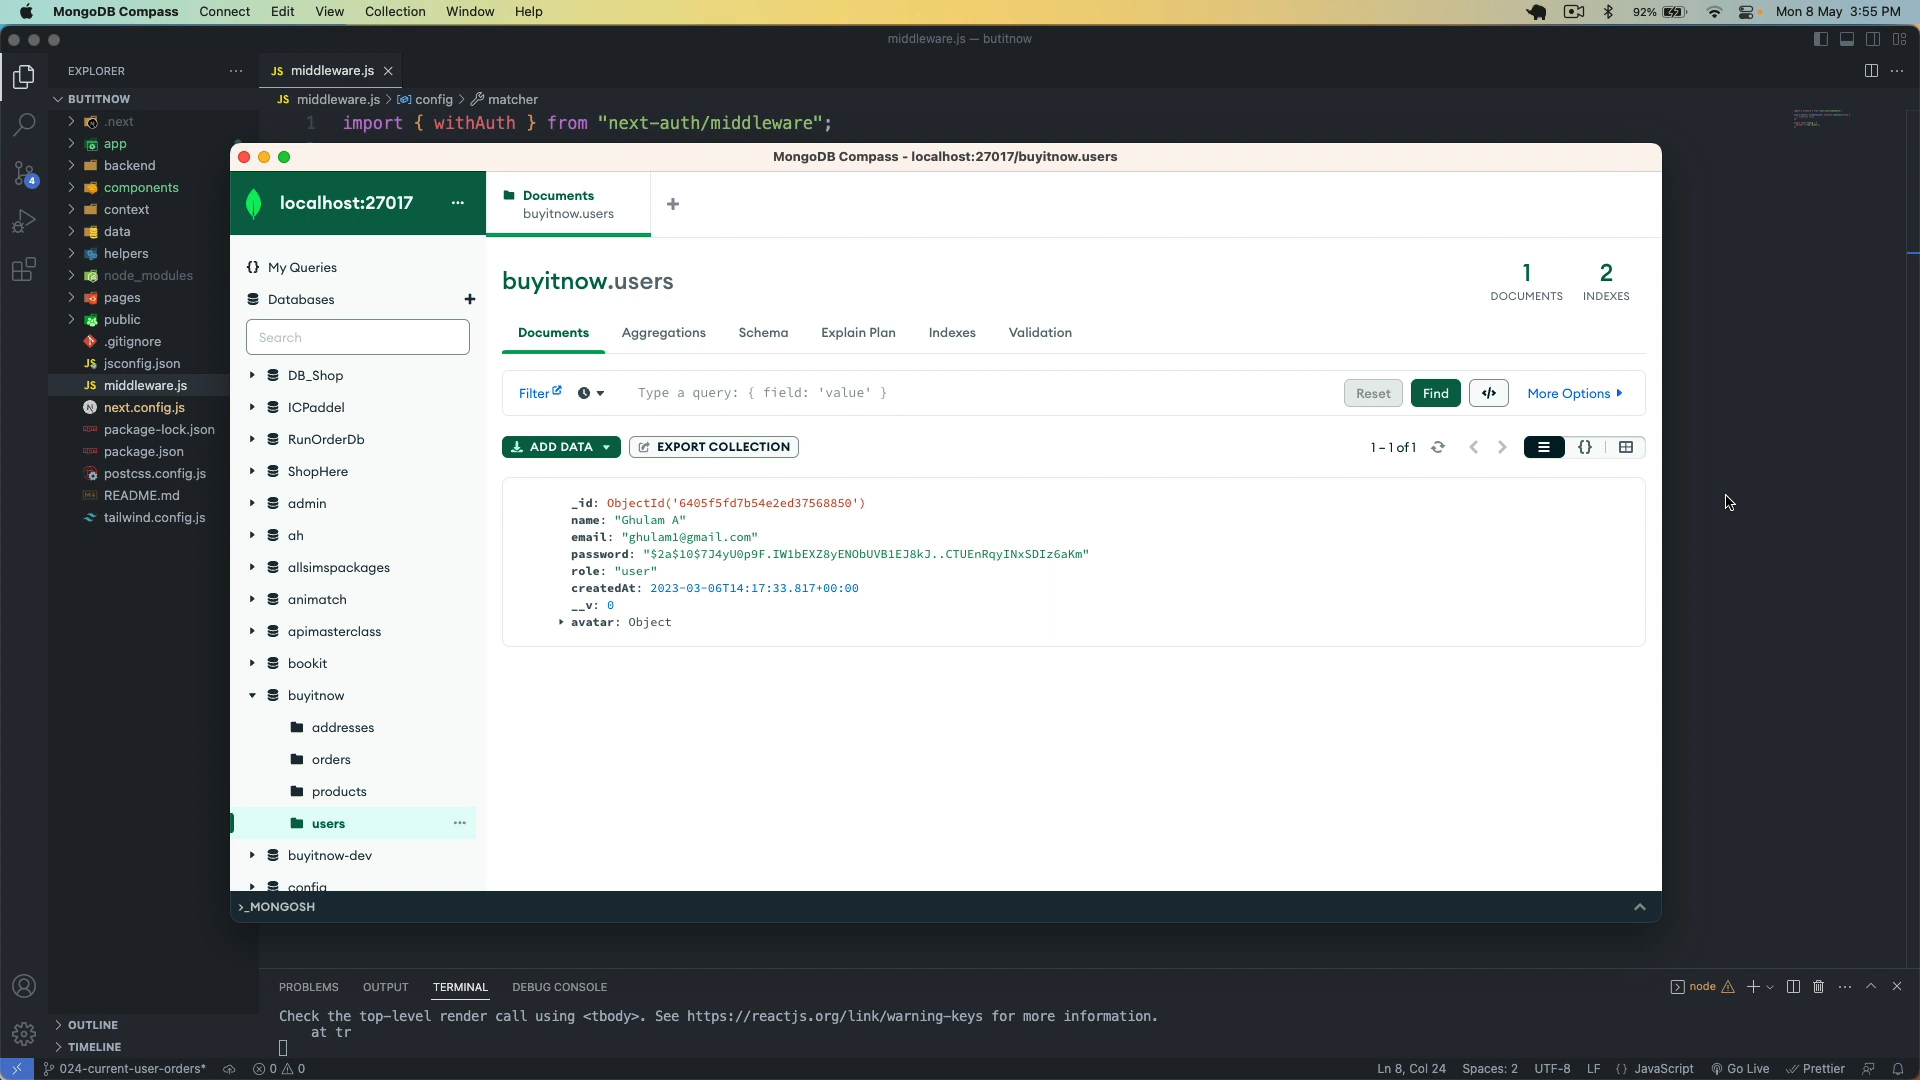 MongoDB Compass Connect Edit View Collection Window Help
92% Mon 8 May 3:55 PM
middleware.js — butitnow
EXPLORER
JS middleware.js
BUTITNOW
JS middleware.js > config > matcher
.next
1 import { withAuth } from "next-auth/middleware";
app
backend
components
context
data
helpers
node_modules
pages
public
.gitignore
JS jsconfig.json
JS middleware.js
N next.config.js
package-lock.json
package.json
postcss.config.js
README.md
tailwind.config.js
4
MongoDB Compass - localhost:27017/buyitnow.users
localhost:27017
Documents
buyitnow.users
My Queries
Databases
Search
DB_Shop
ICPaddel
RunOrderDb
ShopHere
admin
ah
allsimspackages
animatch
apimasterclass
bookit
buyitnow
addresses
orders
products
users
buyitnow-dev
config
buyitnow.users
1 2
DOCUMENTS INDEXES
Documents Aggregations Schema Explain Plan Indexes Validation
Filter Type a query: { field: 'value' } Reset Find </> More Options
ADD DATA EXPORT COLLECTION 1 – 1 of 1 {}
_id: ObjectId('6405f5fd7b54e2ed37568850')
name: "Ghulam A"
email: "ghulam1@gmail.com"
password: "$2a$10$7J4yU0p9F.IW1bEXZ8yENObUVB1EJ8kJ..CTUEnRqyINxSDIz6aKm"
role: "user"
createdAt: 2023-03-06T14:17:33.817+00:00
__v: 0
avatar: Object
>_MONGOSH
PROBLEMS OUTPUT TERMINAL DEBUG CONSOLE
node
Check the top-level render call using <tbody>. See https://reactjs.org/link/warning-keys for more information.
at tr
OUTLINE
TIMELINE
024-current-user-orders* 0 0
Ln 8, Col 24 Spaces: 2 UTF-8 LF {} JavaScript Go Live Prettier